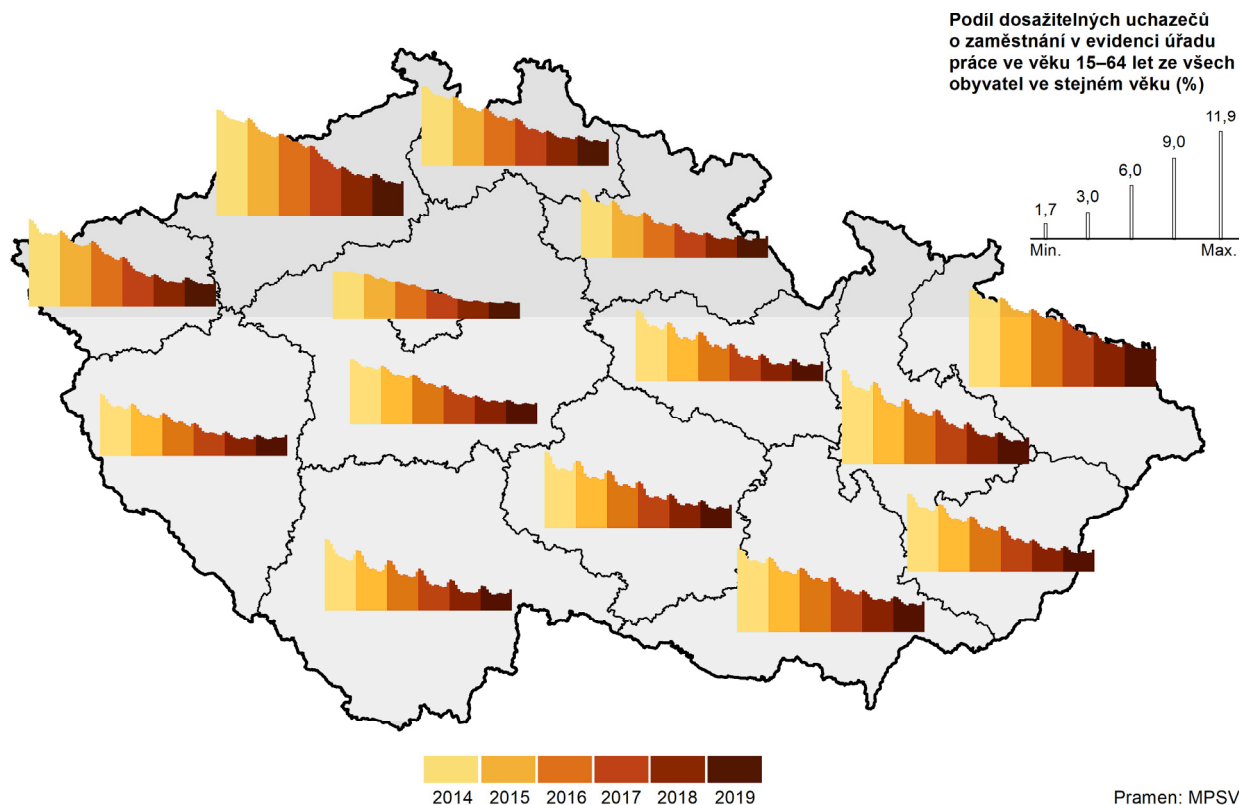 Podíl dosažitelných uchazečů
o zaměstnání v evidenci úřadu
práce ve věku 15–64 let ze všech
obyvatel ve stejném věku (%)
11,9
9,0
6,0
3,0
1,7
Min.
Max.
2014 2015 2016 2017 2018 2019
Pramen: MPSV